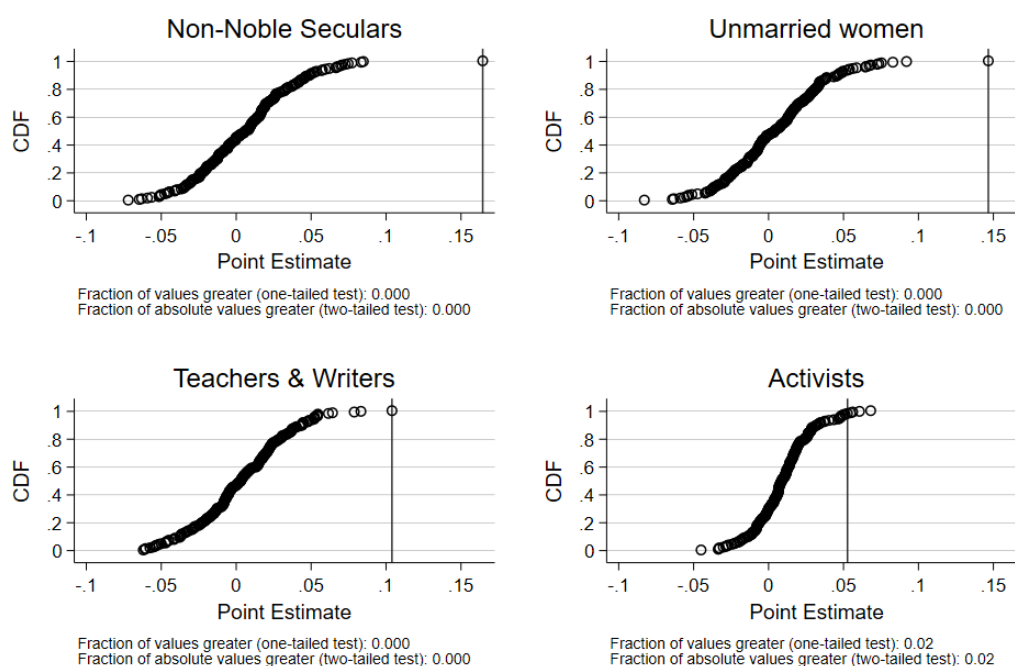 Non-Noble Seculars
CDF
1
.8
.6
.4
.2
0
-.1 -.05 0 .05 .1 .15
Point Estimate
Fraction of values greater (one-tailed test): 0.000
Fraction of absolute values greater (two-tailed test): 0.000
Unmarried women
CDF
1
.8
.6
.4
.2
0
-.1 -.05 0 .05 .1 .15
Point Estimate
Fraction of values greater (one-tailed test): 0.000
Fraction of absolute values greater (two-tailed test): 0.000
Teachers & Writers
CDF
1
.8
.6
.4
.2
0
-.1 -.05 0 .05 .1 .15
Point Estimate
Fraction of values greater (one-tailed test): 0.000
Fraction of absolute values greater (two-tailed test): 0.000
Activists
CDF
1
.8
.6
.4
.2
0
-.1 -.05 0 .05 .1 .15
Point Estimate
Fraction of values greater (one-tailed test): 0.02
Fraction of absolute values greater (two-tailed test): 0.02